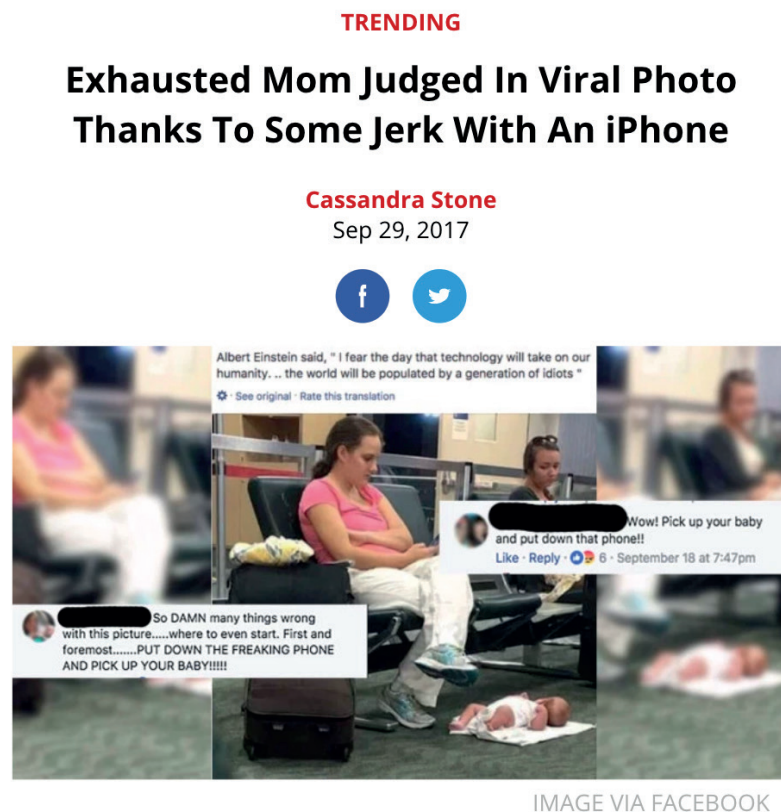 TRENDING
Exhausted Mom Judged In Viral Photo
Thanks To Some Jerk With An iPhone
Cassandra Stone
Sep 29, 2017
f
Albert Einstein said, " I fear the day that technology will take on our
humanity. .. the world will be populated by a generation of idiots "
· See original · Rate this translation
Wow! Pick up your baby
and put down that phone!!
Like · Reply · 6 · September 18 at 7:47pm
So DAMN many things wrong
with this picture.....where to even start. First and
foremost.......PUT DOWN THE FREAKING PHONE
AND PICK UP YOUR BABY!!!!!
IMAGE VIA FACEBOOK